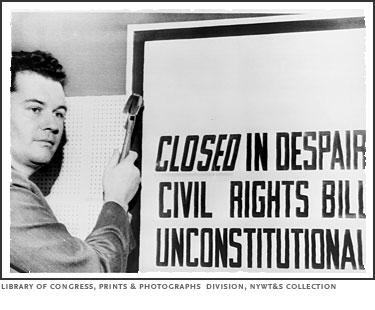 CLOSED IN DESPAIR
CIVIL RIGHTS BILL
UNCONSTITUTIONAL
LIBRARY OF CONGRESS, PRINTS & PHOTOGRAPHS DIVISION, NYWT&S COLLECTION